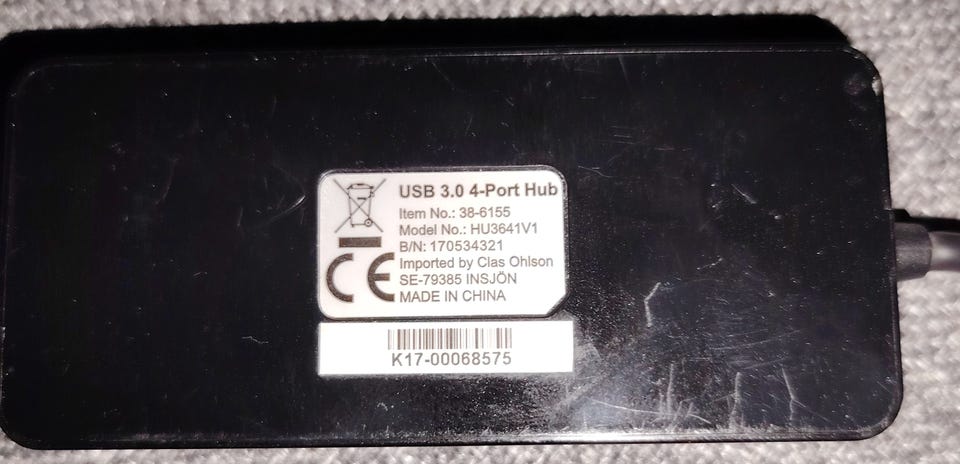 USB 3.0 4-Port Hub
Item No.: 38-6155
Model No.: HU3641V1
B/N: 170534321
CE
Imported by Clas Ohlson
SE-79385 INSJÖN
MADE IN CHINA
K17-00068575